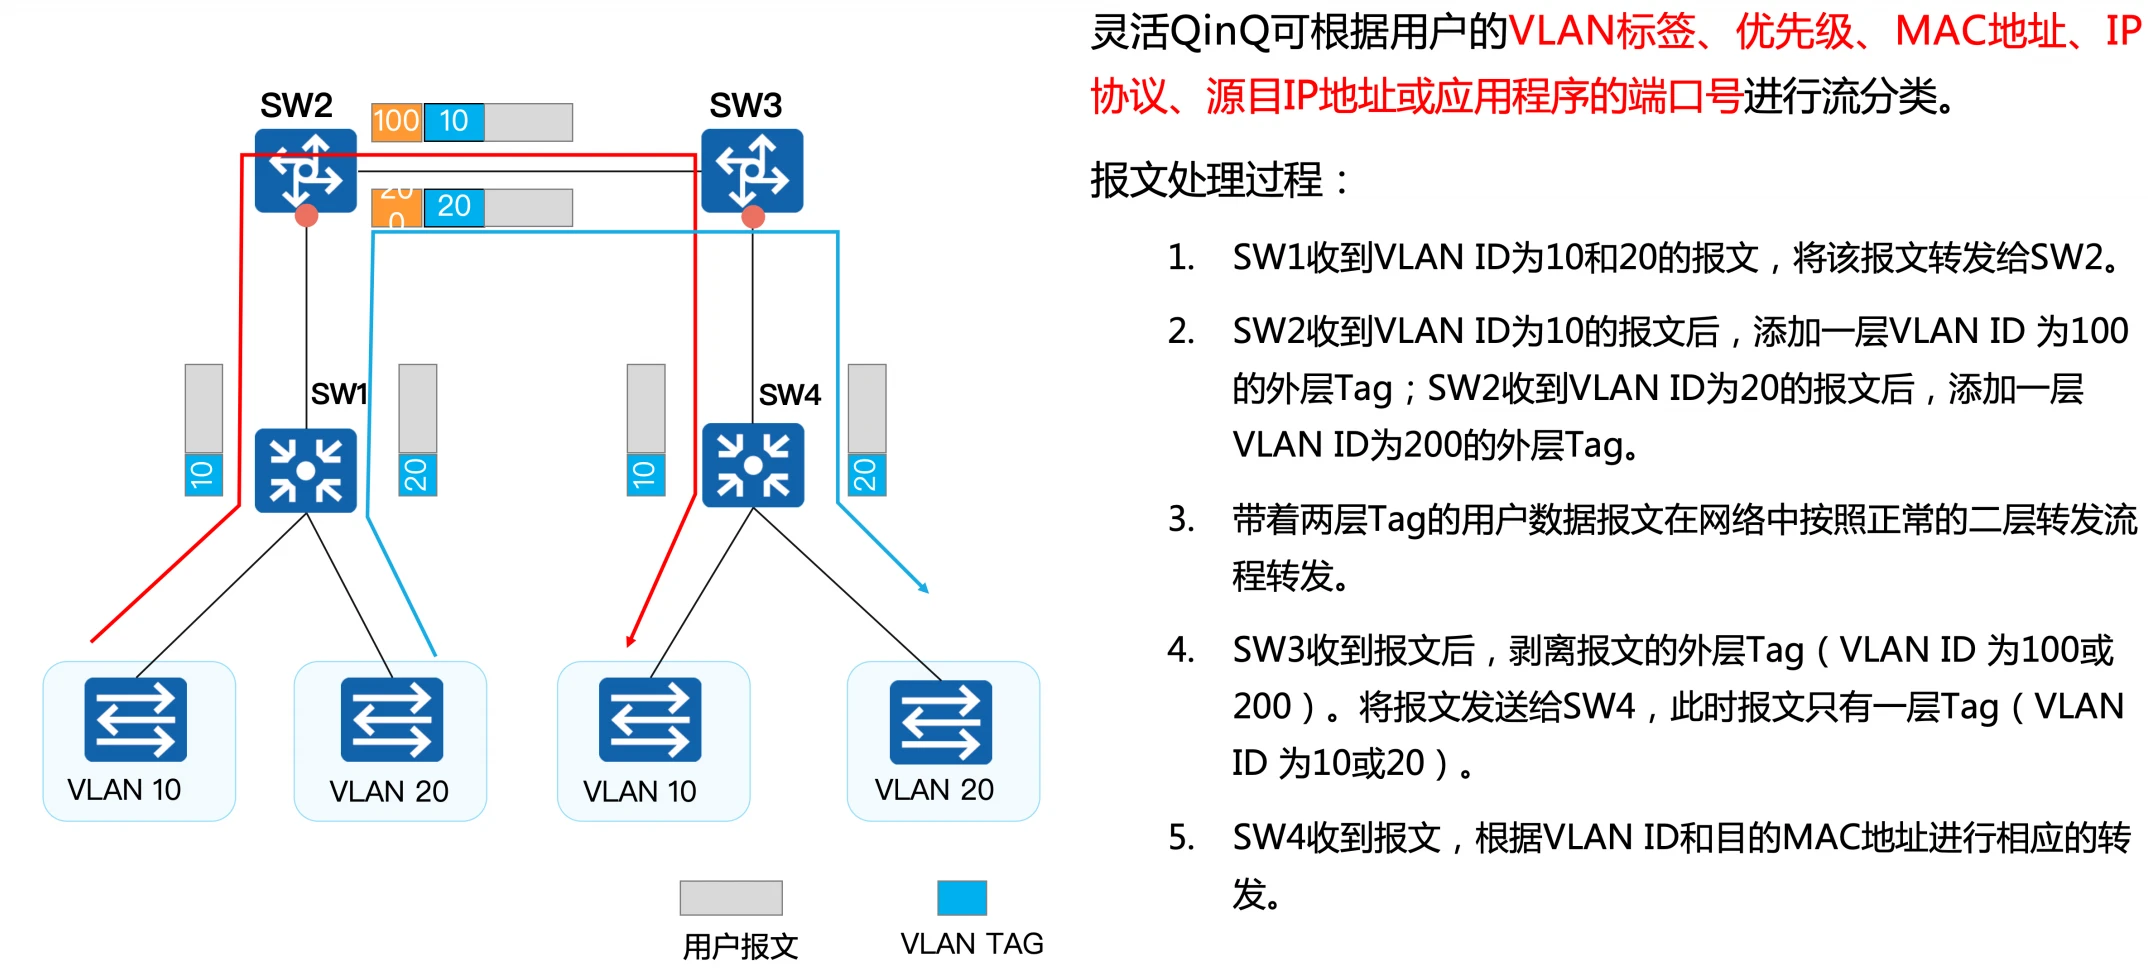 灵活QinQ可根据用户的VLAN标签、优先级、MAC地址、IP
协议、源目IP地址或应用程序的端口号进行流分类。
报文处理过程：
1. SW1收到VLAN ID为10和20的报文，将该报文转发给SW2。
2. SW2收到VLAN ID为10的报文后，添加一层VLAN ID 为100
的外层Tag；SW2收到VLAN ID为20的报文后，添加一层
VLAN ID为200的外层Tag。
3. 带着两层Tag的用户数据报文在网络中按照正常的二层转发流
程转发。
4. SW3收到报文后，剥离报文的外层Tag（VLAN ID 为100或
200）。将报文发送给SW4，此时报文只有一层Tag（VLAN
ID 为10或20）。
5. SW4收到报文，根据VLAN ID和目的MAC地址进行相应的转
发。
SW2
100 10
SW3
20
0
20
SW1
SW4
10
20
10
20
VLAN 10
VLAN 20
VLAN 10
VLAN 20
用户报文
VLAN TAG